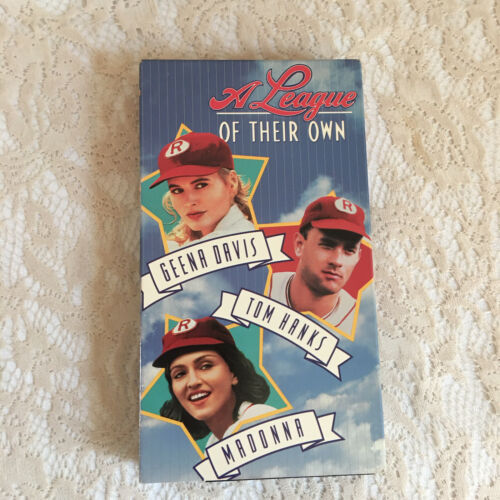 A League
OF THEIR OWN
R
GEENA DAVIS
R
TOM HANKS
R
MADONNA